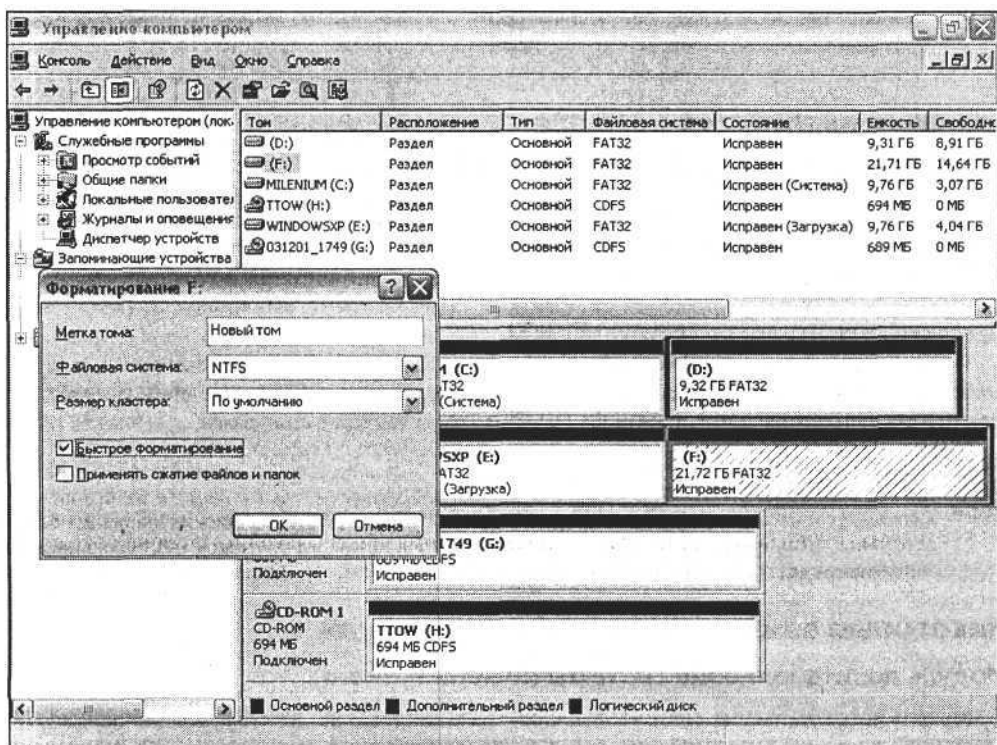 Управление компьютером
Консоль Действие Вид Окно Справка
Управление компьютером (лок.
Служебные программы
Просмотр событий
Общие папки
Локальные пользовател
Журналы и оповещения
Диспетчер устройств
Запоминающие устройства
Том Расположение Тип Файловая система Состояние Емкость Свободно
(D:) Раздел Основной FAT32 Исправен 9,31 ГБ 8,91 ГБ
(F:) Раздел Основной FAT32 Исправен 21,71 ГБ 14,64 ГБ
MILENIUM (C:) Раздел Основной FAT32 Исправен (Система) 9,76 ГБ 3,07 ГБ
TTOW (H:) Раздел Основной CDFS Исправен 694 МБ 0 МБ
WINDOWSXP (E:) Раздел Основной FAT32 Исправен (Загрузка) 9,76 ГБ 4,04 ГБ
031201_1749 (G:) Раздел Основной CDFS Исправен 689 МБ 0 МБ
Форматирование F:
Метка тома: Новый том
Файловая система: NTFS
Размер кластера: По умолчанию
Быстрое форматирование
Применять сжатие файлов и папок
OK Отмена
(C:)
T32
(Система)
(D:)
9,32 ГБ FAT32
Исправен
SXP (E:)
AT32
(Загрузка)
(F:)
21,72 ГБ FAT32
Исправен
1749 (G:)
CDFS
Подключен Исправен
CD-ROM 1
CD-ROM
694 МБ
Подключен
TTOW (H:)
694 МБ CDFS
Исправен
Основной раздел Дополнительный раздел Логический диск